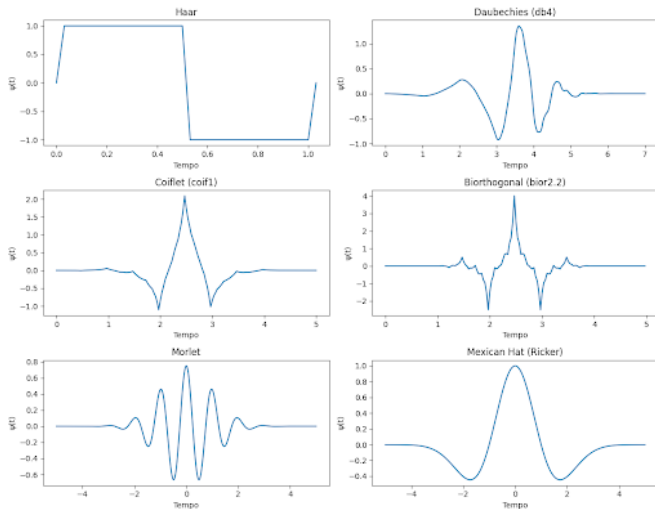 Haar
ψ(t)
1.0
0.5
0.0
−0.5
−1.0
0.0 0.2 0.4 0.6 0.8 1.0
Tempo
Daubechies (db4)
ψ(t)
1.0
0.5
0.0
−0.5
−1.0
0 1 2 3 4 5 6 7
Tempo
Coiflet (coif1)
ψ(t)
2.0
1.5
1.0
0.5
0.0
−0.5
−1.0
0 1 2 3 4 5
Tempo
Biorthogonal (bior2.2)
ψ(t)
4
3
2
1
0
−1
−2
0 1 2 3 4 5
Tempo
Morlet
ψ(t)
0.8
0.6
0.4
0.2
0.0
−0.2
−0.4
−0.6
−4 −2 0 2 4
Tempo
Mexican Hat (Ricker)
ψ(t)
1.0
0.8
0.6
0.4
0.2
0.0
−0.2
−0.4
−4 −2 0 2 4
Tempo